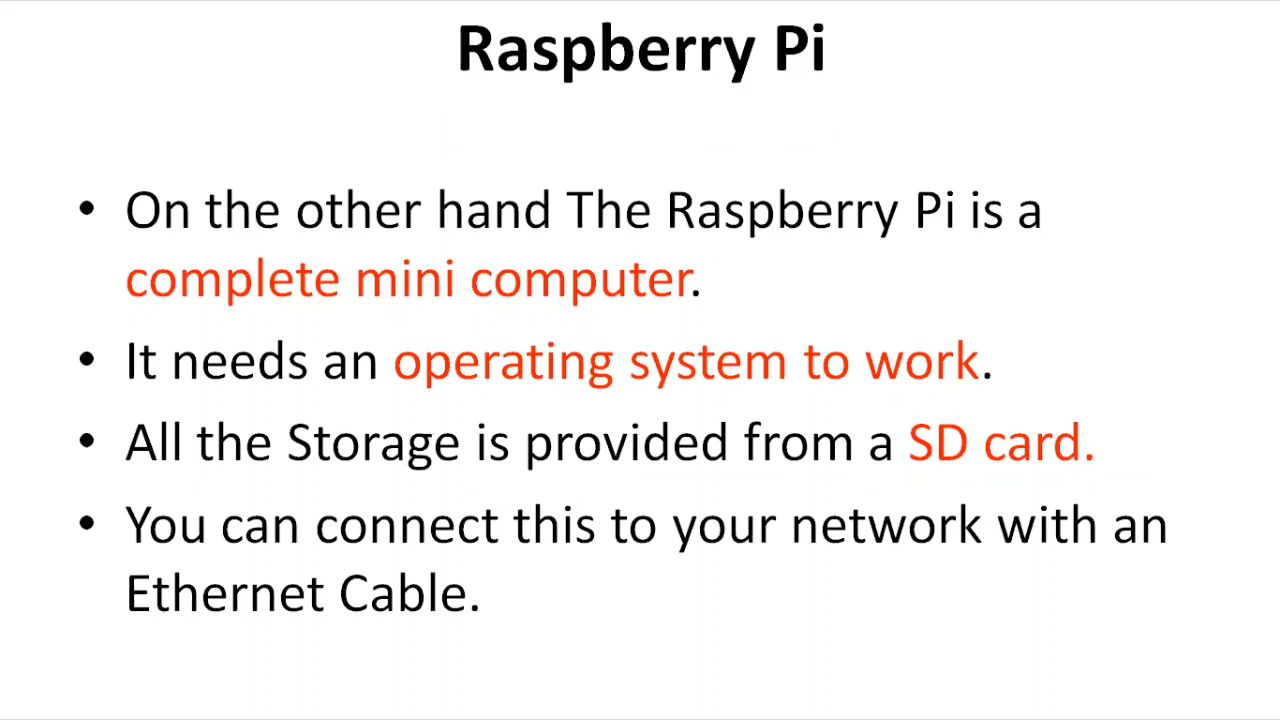 Raspberry Pi
• On the other hand The Raspberry Pi is a
complete mini computer.
• It needs an operating system to work.
• All the Storage is provided from a SD card.
• You can connect this to your network with an
Ethernet Cable.